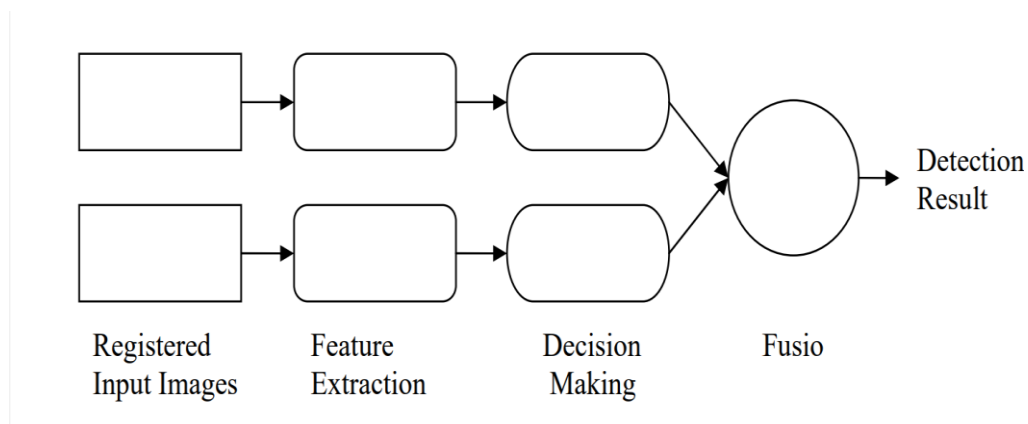 Detection
Result
Registered
Input Images
Feature
Extraction
Decision
Making
Fusio